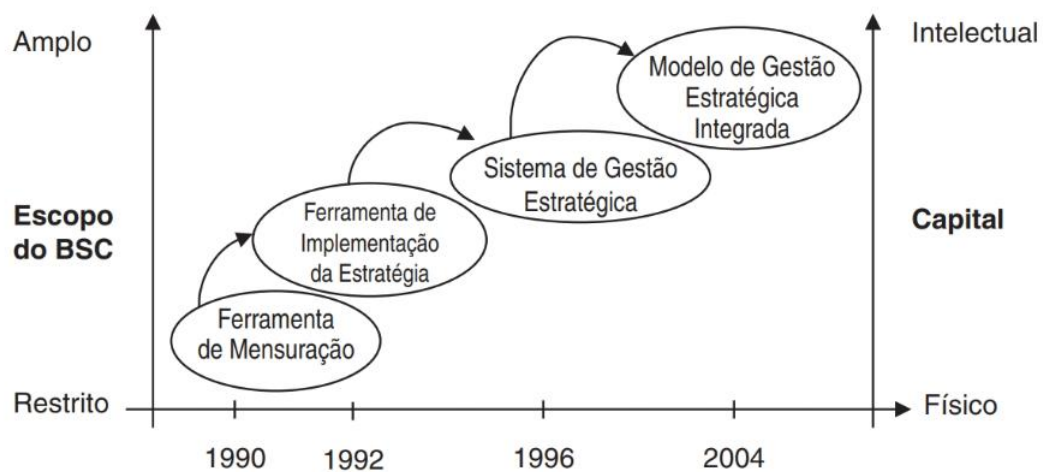 Amplo
Intelectual
Modelo de Gestão
Estratégica
Integrada
Sistema de Gestão
Estratégica
Escopo
do BSC
Capital
Ferramenta de
Implementação
da Estratégia
Ferramenta
de Mensuração
Restrito
Físico
1990
1992
1996
2004